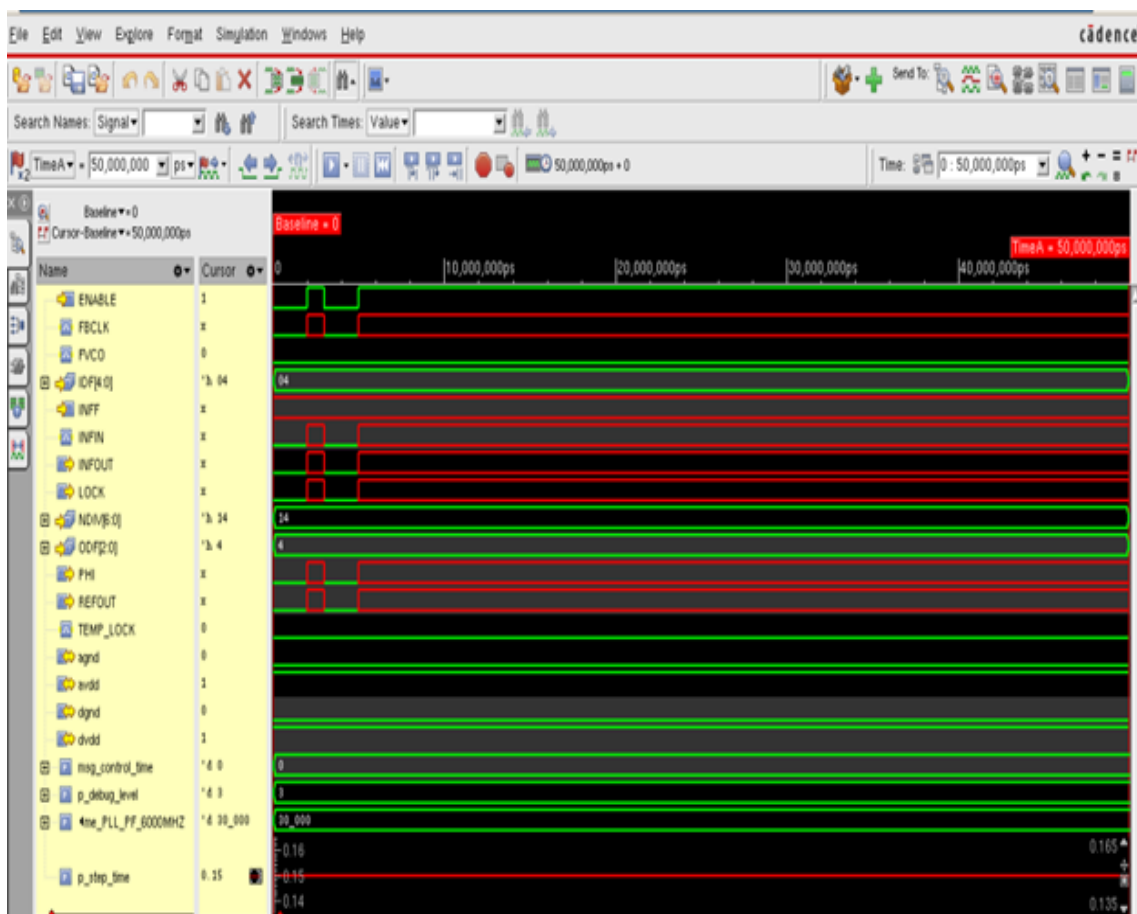 File Edit View Explore Format Simulation Windows Help cādence
Send To:
Search Names: Signal Search Times: Value
TimeA = 50,000,000 ps 50,000,000ps + 0 Time: 0 : 50,000,000ps
x2
Baseline = 0
Cursor-Baseline = 50,000,000ps
Baseline = 0
TimeA = 50,000,000ps
Name Cursor 0 10,000,000ps 20,000,000ps 30,000,000ps 40,000,000ps
ENABLE 1
FBCLK x
FVCO 0
IDF[4:0] 'h 04 04
INFF x
INFIN x
INFOUT x
LOCK x
NDIV[6:0] 'h 14 14
ODF[2:0] 'h 4 4
PHI x
REFOUT x
TEMP_LOCK 0
agnd 0
avdd 1
dgnd 0
dvdd 1
msg_control_time 'd 0 0
p_debug_level 'd 3 3
me_PLL_PF_6000MHZ 'd 30_000 30_000
0.16 0.165
p_step_time 0.15 0.15
0.14 0.135